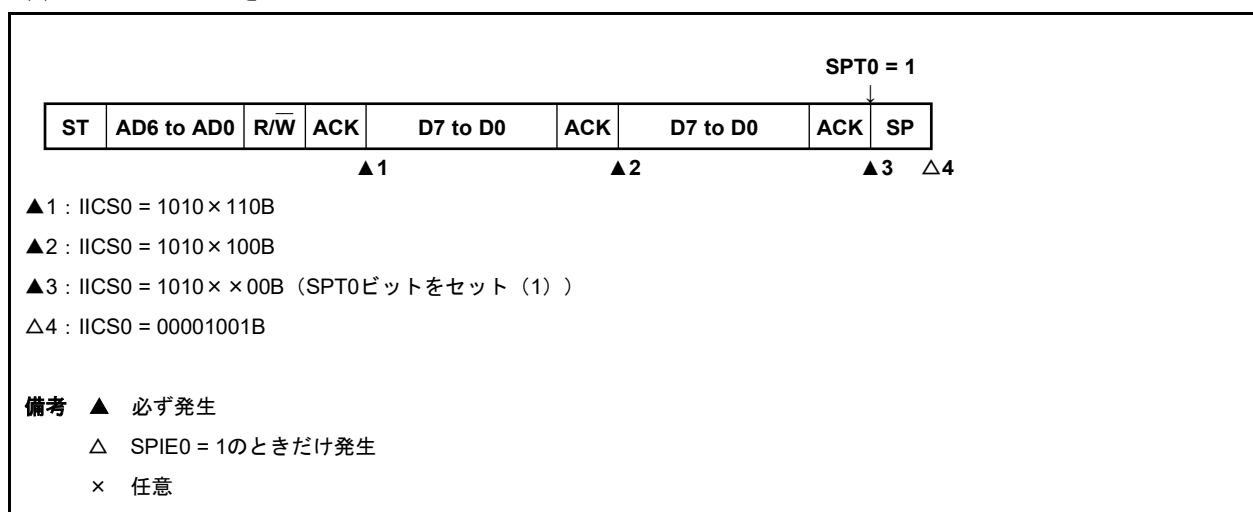 SPT0 = 1
↓
ST AD6 to AD0 R/W̅ ACK D7 to D0 ACK D7 to D0 ACK SP
▲1 ▲2 ▲3 △4
▲1：IICS0 = 1010×110B
▲2：IICS0 = 1010×100B
▲3：IICS0 = 1010××00B（SPT0ビットをセット（1））
△4：IICS0 = 00001001B
備考 ▲ 必ず発生
△ SPIE0 = 1のときだけ発生
× 任意